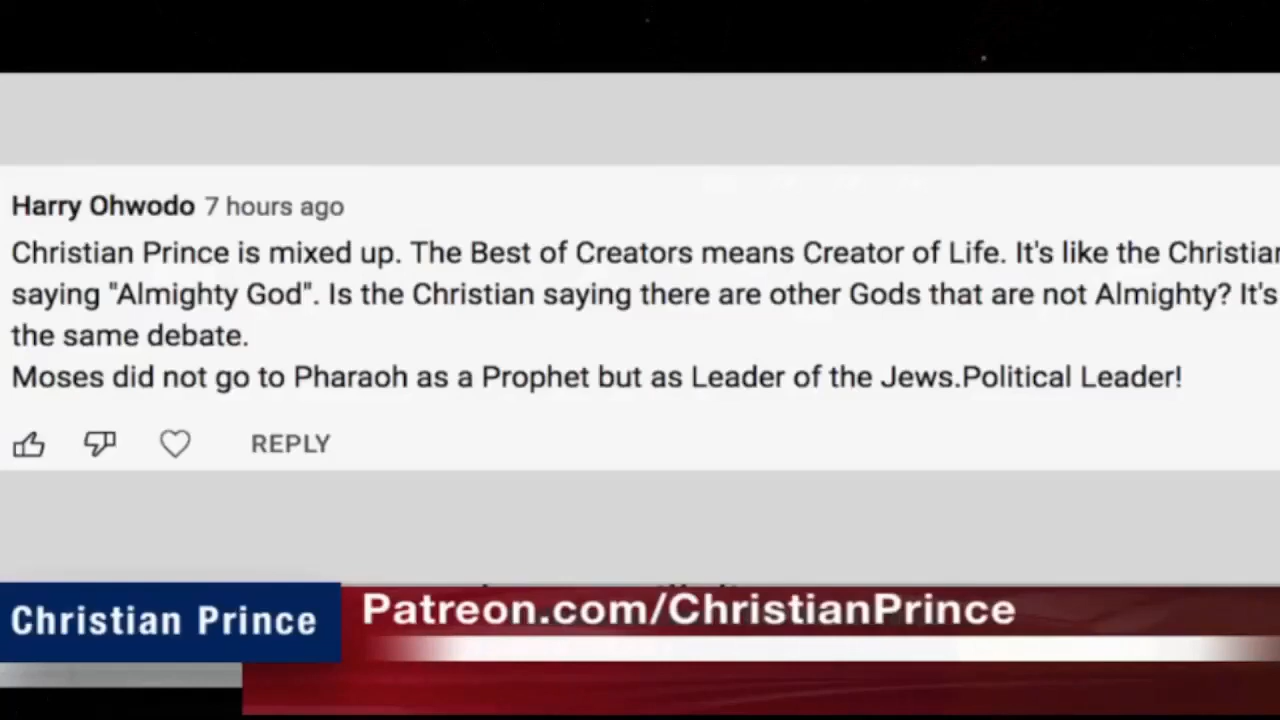 Harry Ohwodo 7 hours ago
Christian Prince is mixed up. The Best of Creators means Creator of Life. It's like the Christian
saying "Almighty God". Is the Christian saying there are other Gods that are not Almighty? It's
the same debate.
Moses did not go to Pharaoh as a Prophet but as Leader of the Jews.Political Leader!
REPLY
Christian Prince
Patreon.com/ChristianPrince